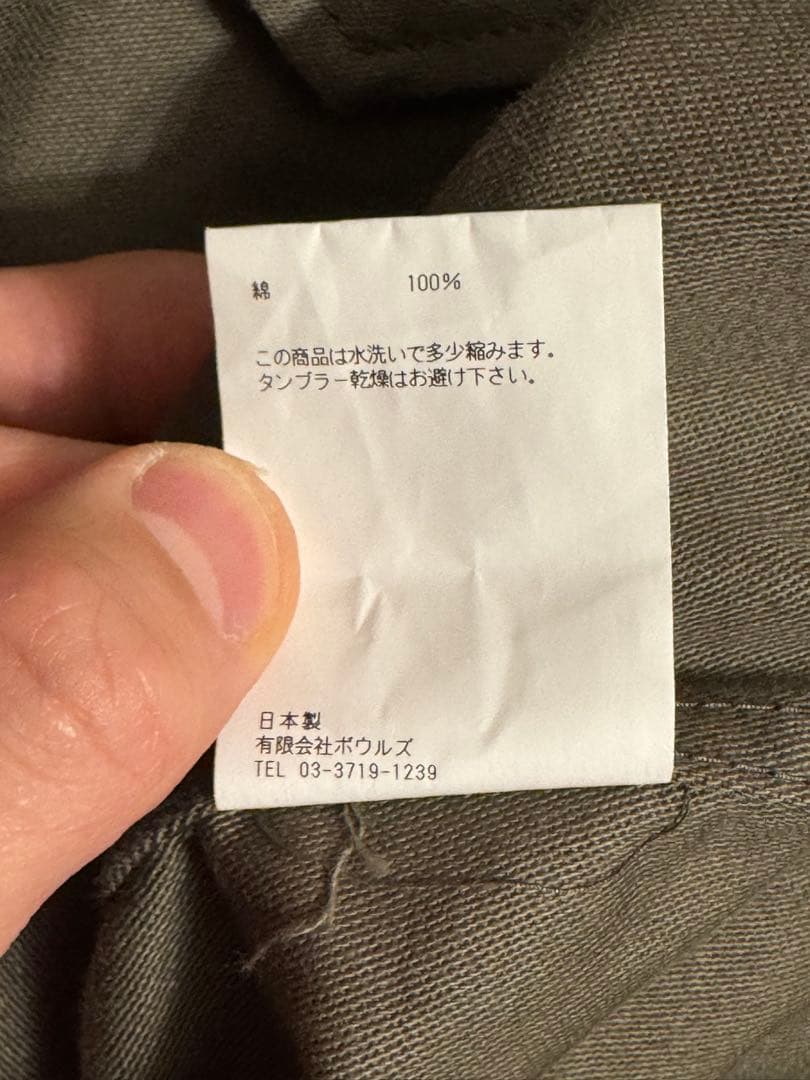 綿 100%
この商品は水洗いで多少縮みます。
タンブラー乾燥はお避け下さい。
日本製
有限会社ボウルズ
TEL 03-3719-1239